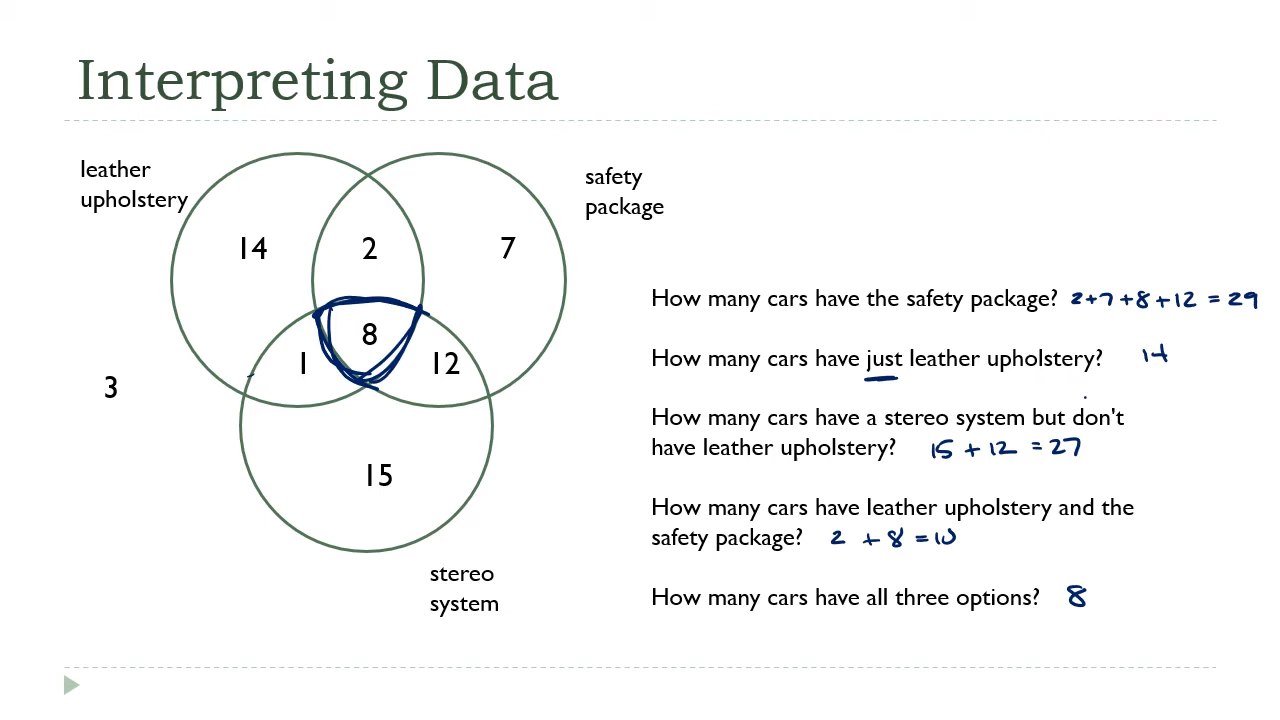 Interpreting Data
leather
upholstery
safety
package
14
2
7
8
1
12
3
15
stereo
system
How many cars have the safety package? 2+7+8+12 = 29
How many cars have just leather upholstery? 14
How many cars have a stereo system but don't
have leather upholstery? 15 + 12 = 27
How many cars have leather upholstery and the
safety package? 2 + 8 = 10
How many cars have all three options? 8